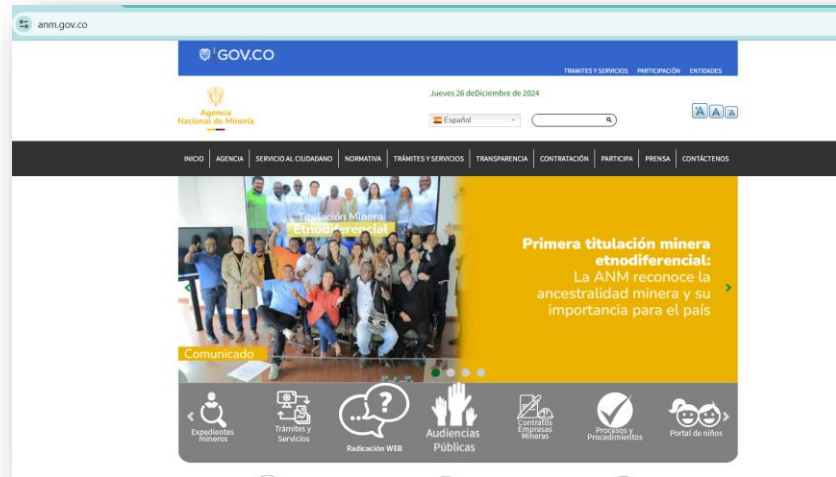 anm.gov.co
GOV.CO
TRAMITES Y SERVICIOS PARTICIPACIÓN ENTIDADES
Agencia
Nacional de Minería
Jueves 26 deDiciembre de 2024
Español
+A A -A
INICIO AGENCIA SERVICIO AL CIUDADANO NORMATIVA TRÁMITES Y SERVICIOS TRANSPARENCIA CONTRATACIÓN PARTICIPA PRENSA CONTÁCTENOS
Titulación Minera
Etnodiferencial
Primera titulación minera
etnodiferencial:
La ANM reconoce la
ancestralidad minera y su
importancia para el país
Comunicado
Expedientes
mineros
Trámites y
Servicios
Radicación WEB
Audiencias
Públicas
Contratos
Empresas
Mineras
Procesos y
Procedimientos
Portal de niños